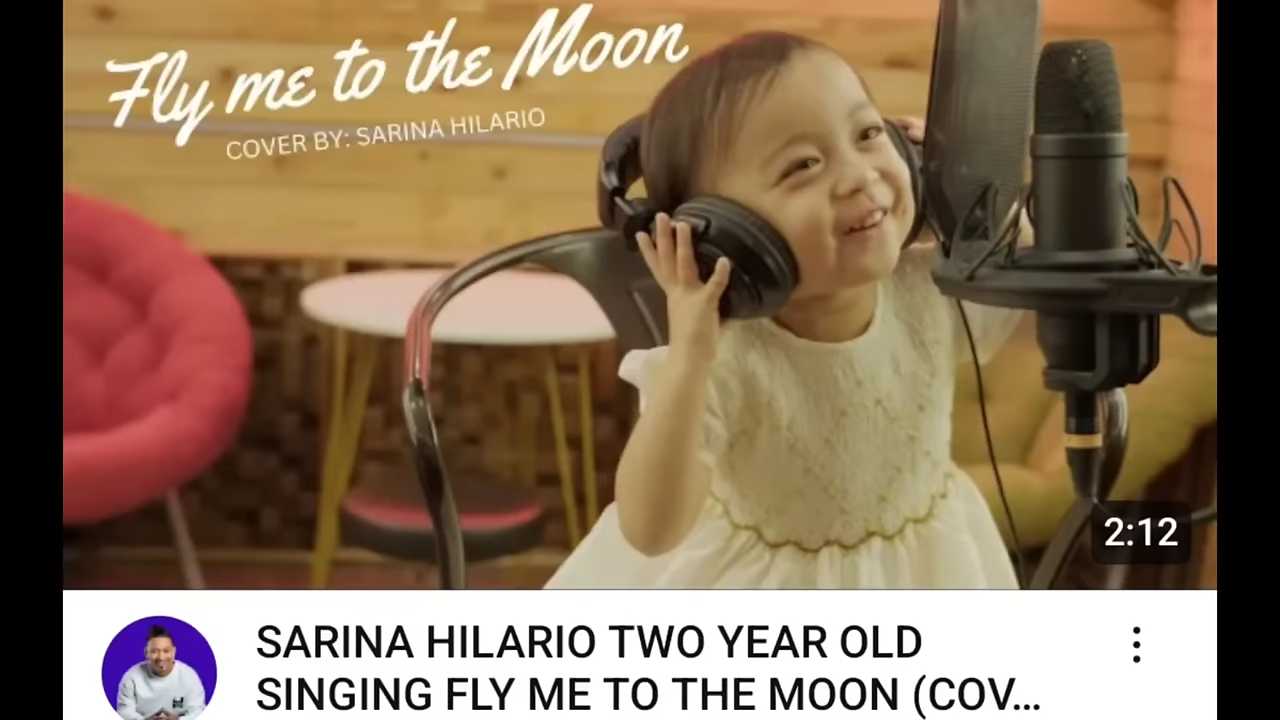 Fly me to the Moon
COVER BY: SARINA HILARIO
2:12
SARINA HILARIO TWO YEAR OLD
SINGING FLY ME TO THE MOON (COV...